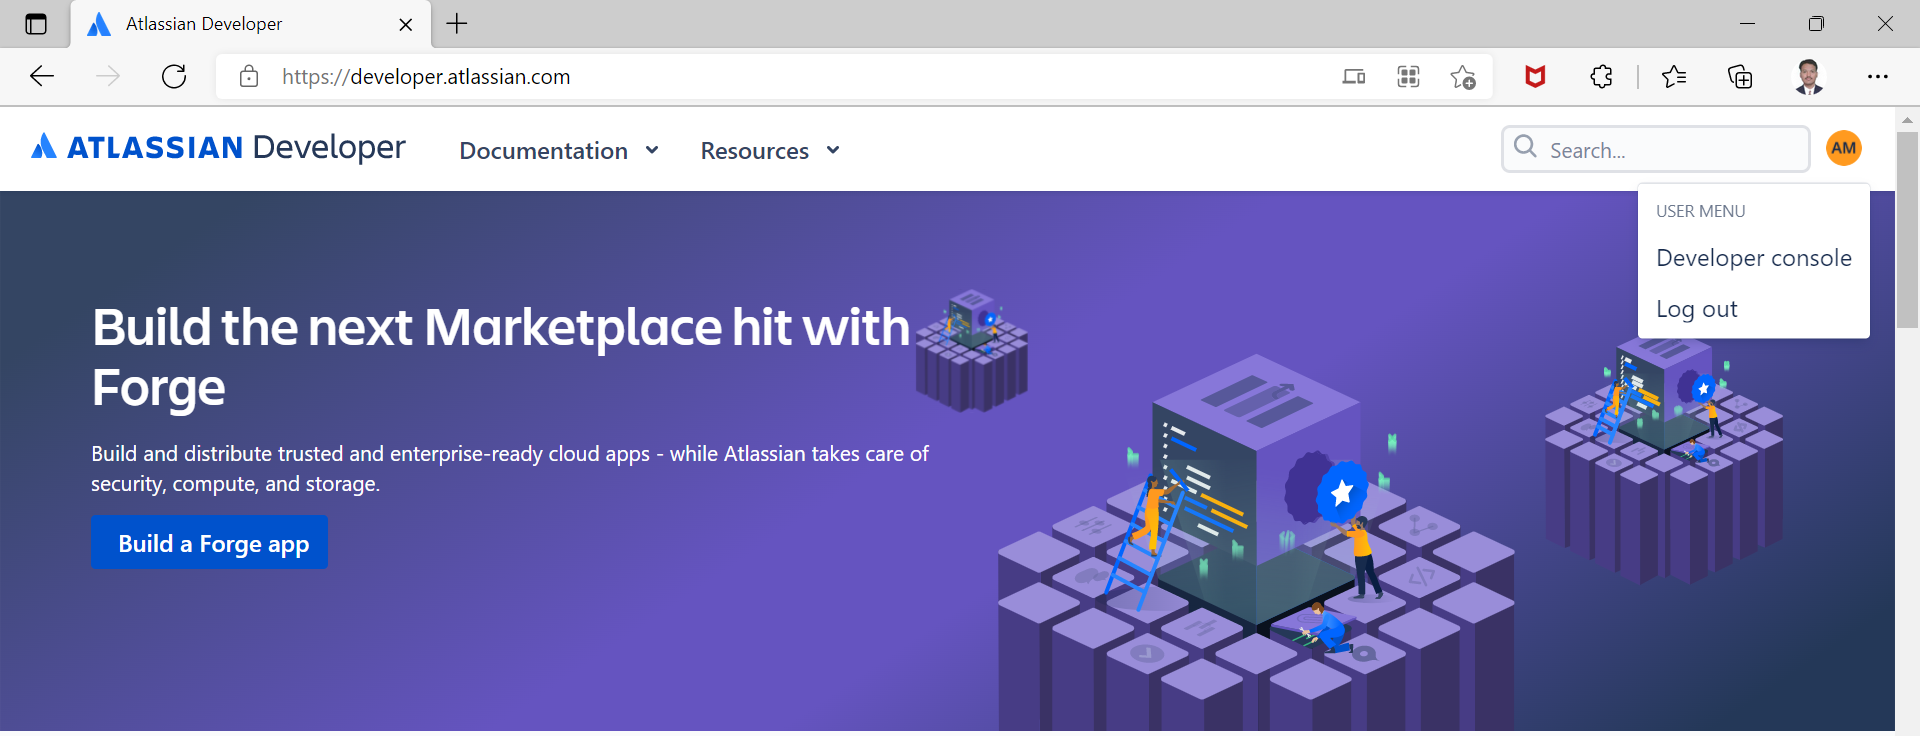 Atlassian Developer
https://developer.atlassian.com
ATLASSIAN Developer
Documentation
Resources
Search...
AM
USER MENU
Developer console
Log out
Build the next Marketplace hit with
Forge
Build and distribute trusted and enterprise-ready cloud apps - while Atlassian takes care of
security, compute, and storage.
Build a Forge app